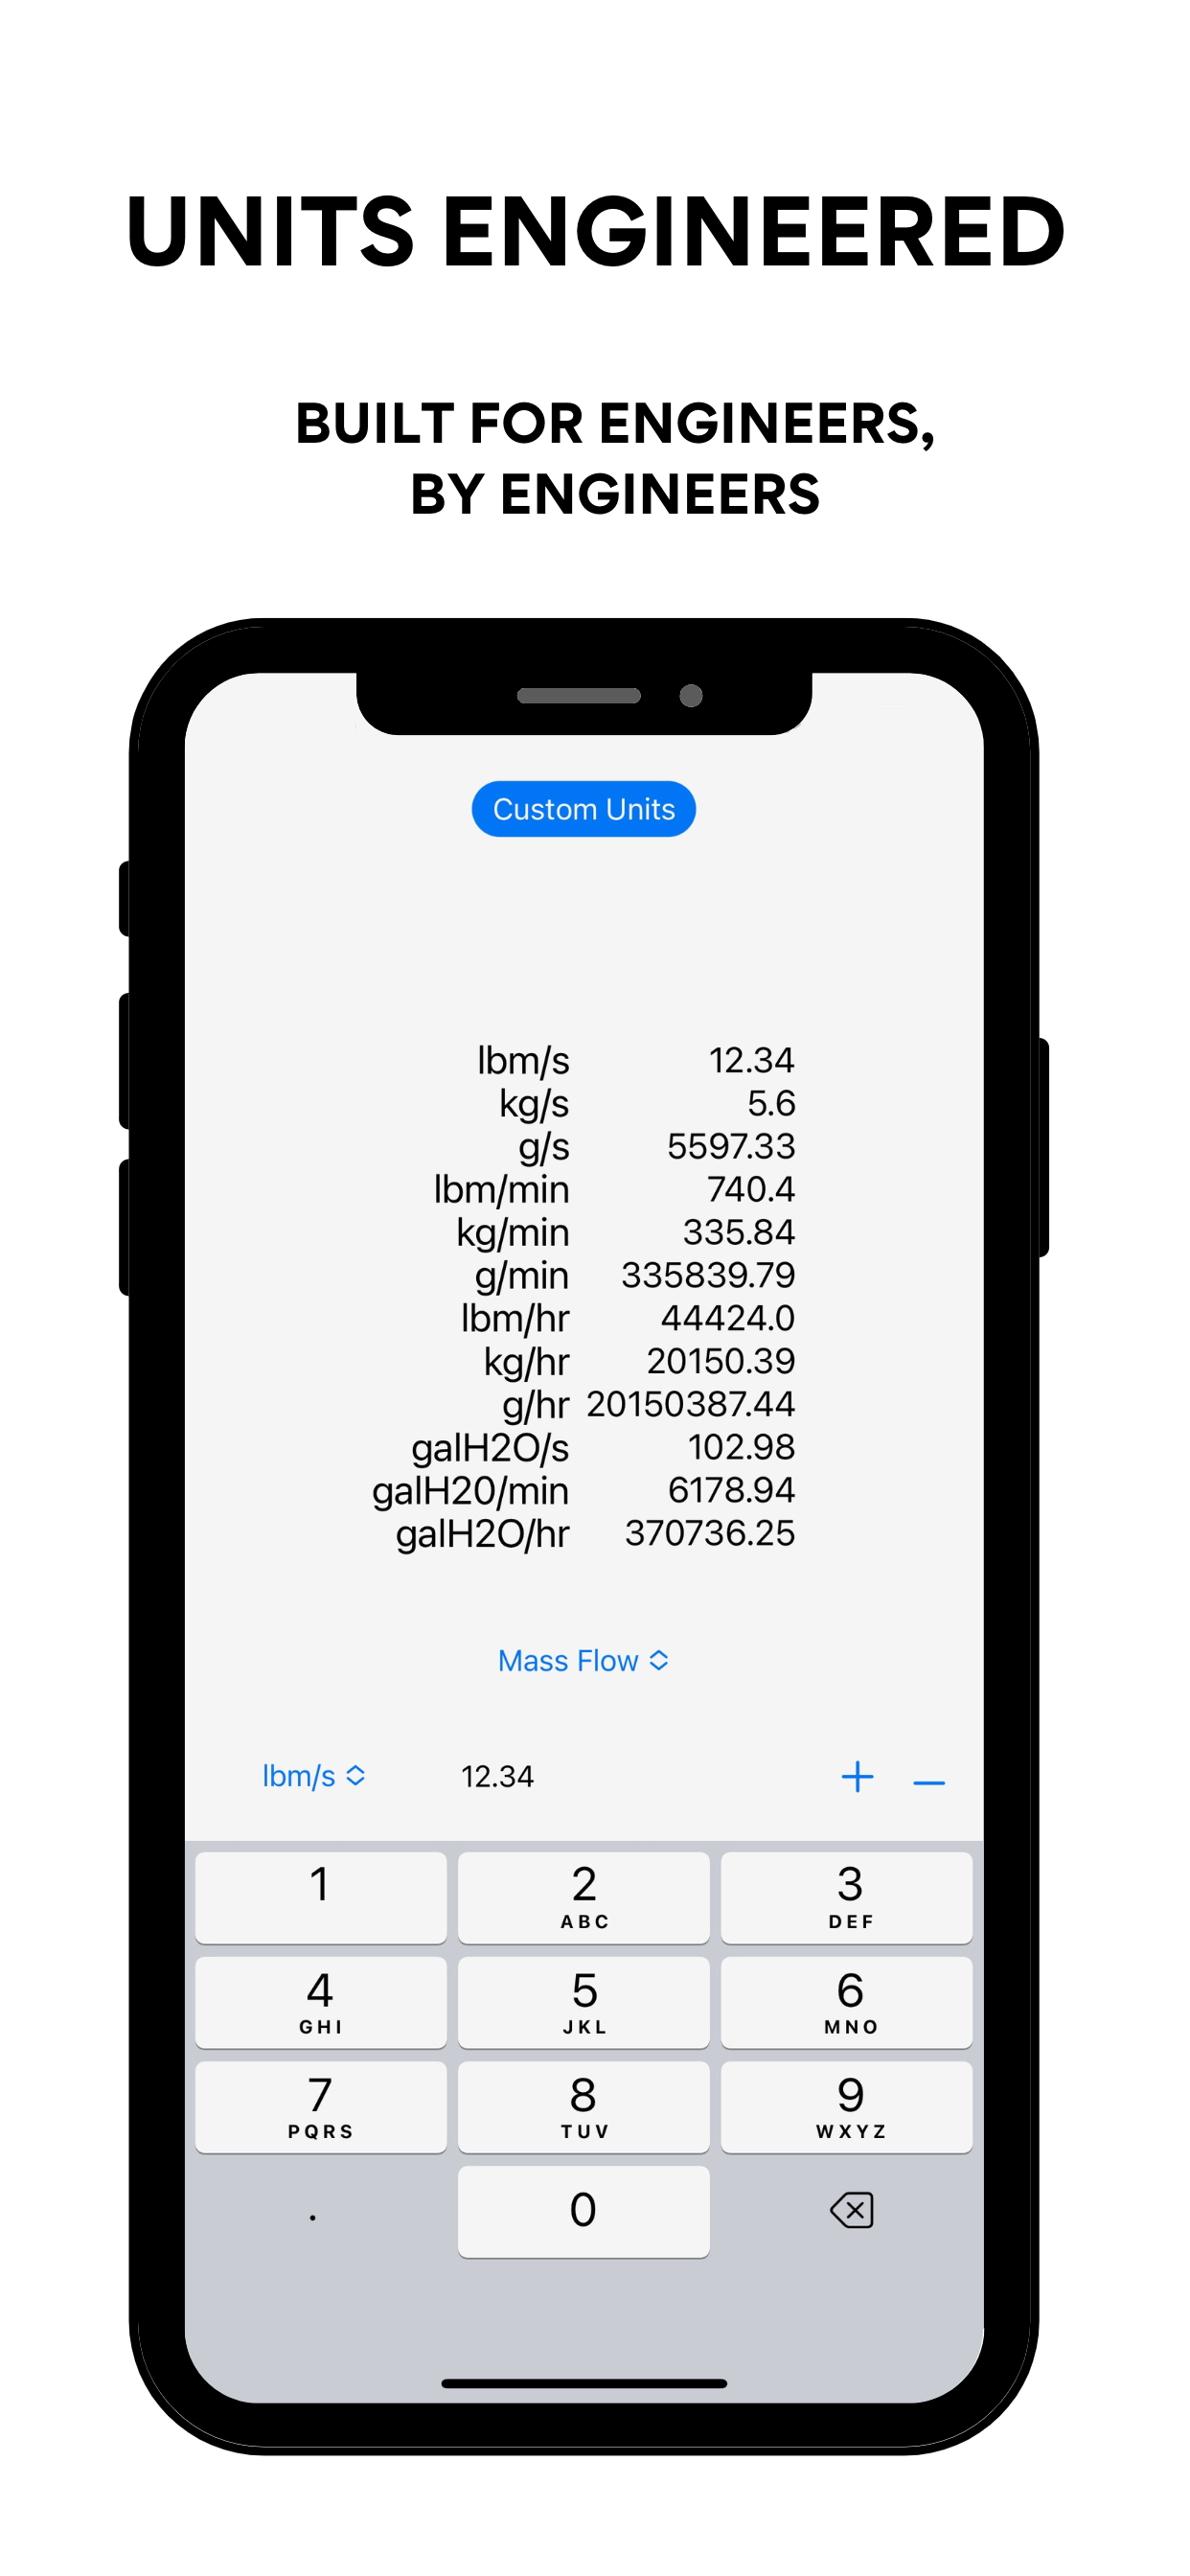 UNITS ENGINEERED
BUILT FOR ENGINEERS,
BY ENGINEERS
Custom Units
lbm/s 12.34
kg/s 5.6
g/s 5597.33
lbm/min 740.4
kg/min 335.84
g/min 335839.79
lbm/hr 44424.0
kg/hr 20150.39
g/hr 20150387.44
galH2O/s 102.98
galH20/min 6178.94
galH2O/hr 370736.25
Mass Flow
lbm/s 12.34 + −
1 2 3
ABC DEF
4 5 6
GHI JKL MNO
7 8 9
PQRS TUV WXYZ
. 0